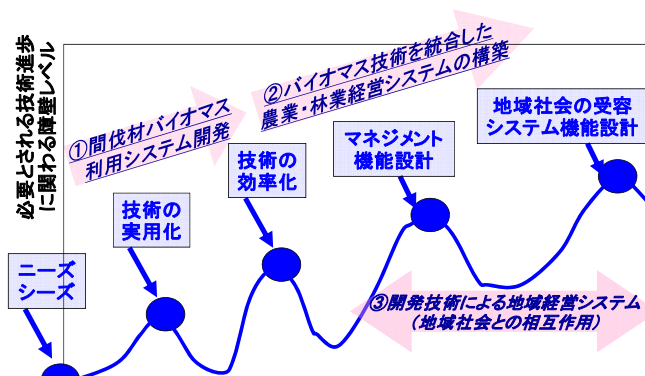 必要とされる技術進歩
に関わる障壁レベル
①間伐材バイオマス
利用システム開発
②バイオマス技術を統合した
農業・林業経営システムの構築
ニーズ
シーズ
技術の
実用化
技術の
効率化
マネジメント
機能設計
地域社会の受容
システム機能設計
③開発技術による地域経営システム
（地域社会との相互作用）